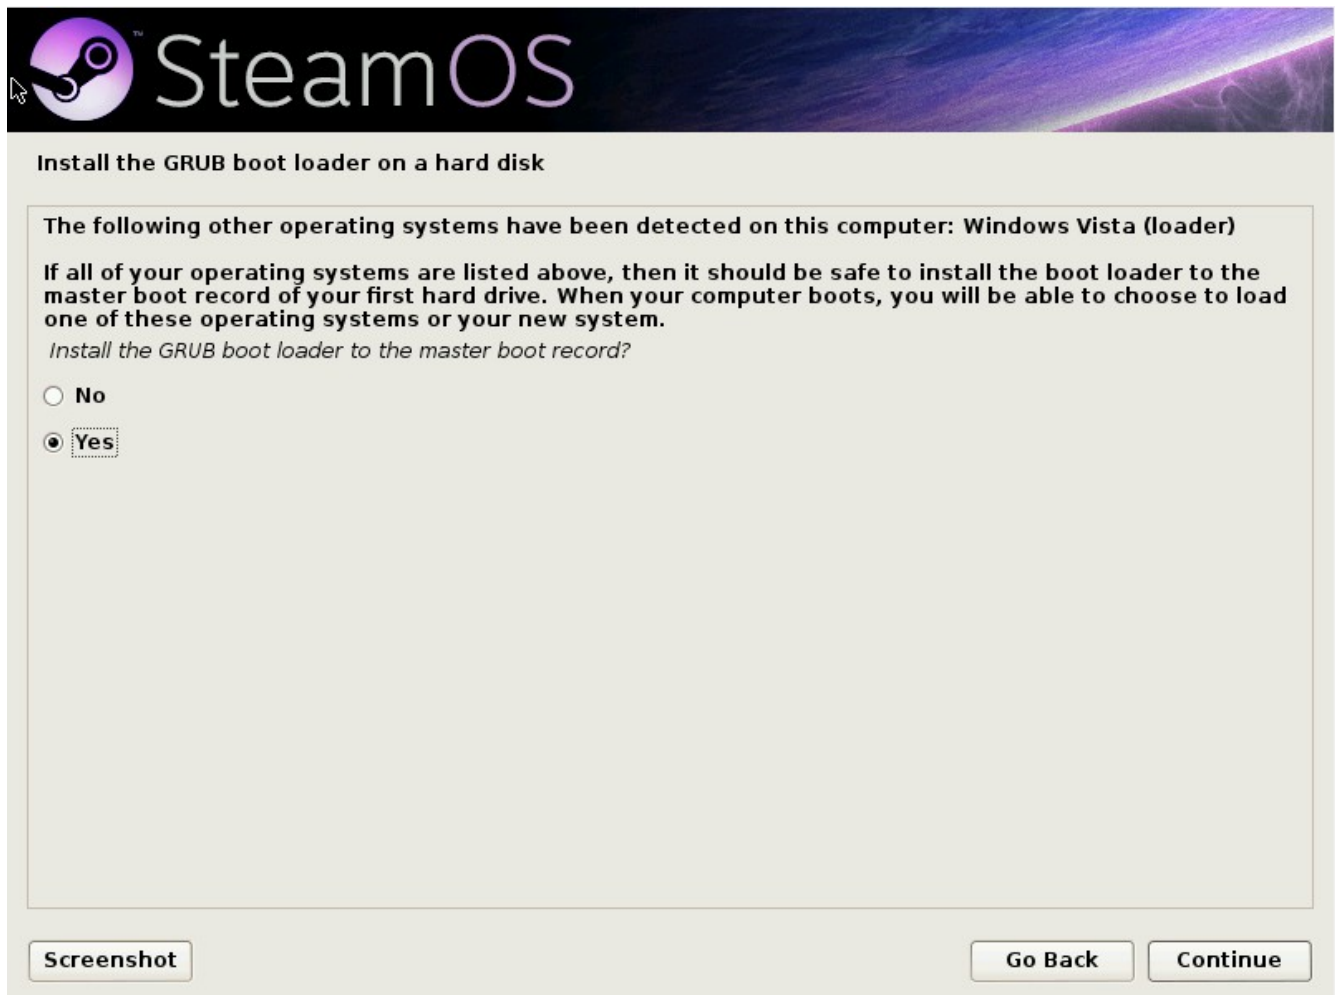 SteamOS™
Install the GRUB boot loader on a hard disk
The following other operating systems have been detected on this computer: Windows Vista (loader)
If all of your operating systems are listed above, then it should be safe to install the boot loader to the
master boot record of your first hard drive. When your computer boots, you will be able to choose to load
one of these operating systems or your new system.
Install the GRUB boot loader to the master boot record?
No
Yes
Screenshot
Go Back
Continue